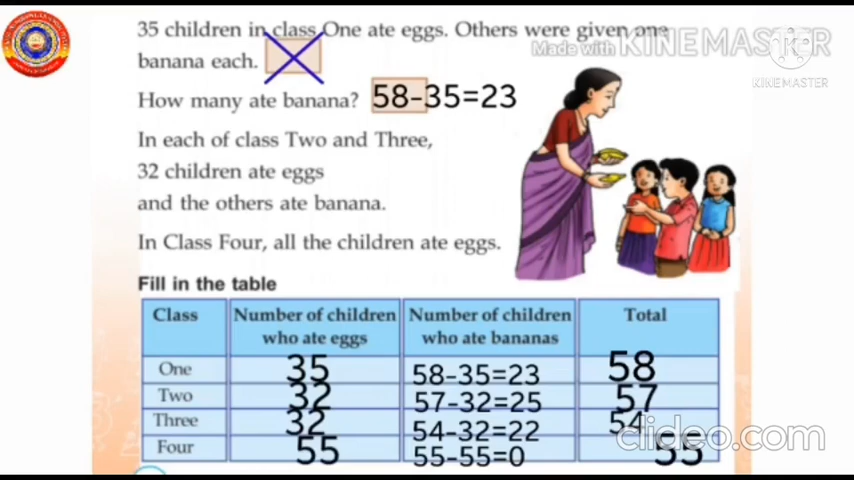 35 children in class One ate eggs. Others were given one
Made with KINEMASTER
banana each.
KINEMASTER
How many ate banana? 58-35=23
In each of class Two and Three,
32 children ate eggs
and the others ate banana.
In Class Four, all the children ate eggs.
Fill in the table
Class Number of children who ate eggs Number of children who ate bananas Total
One 35 58-35=23 58
Two 32 57-32=25 57
Three 32 54-32=22 54
clideo.com
Four 55 55-55=0 55